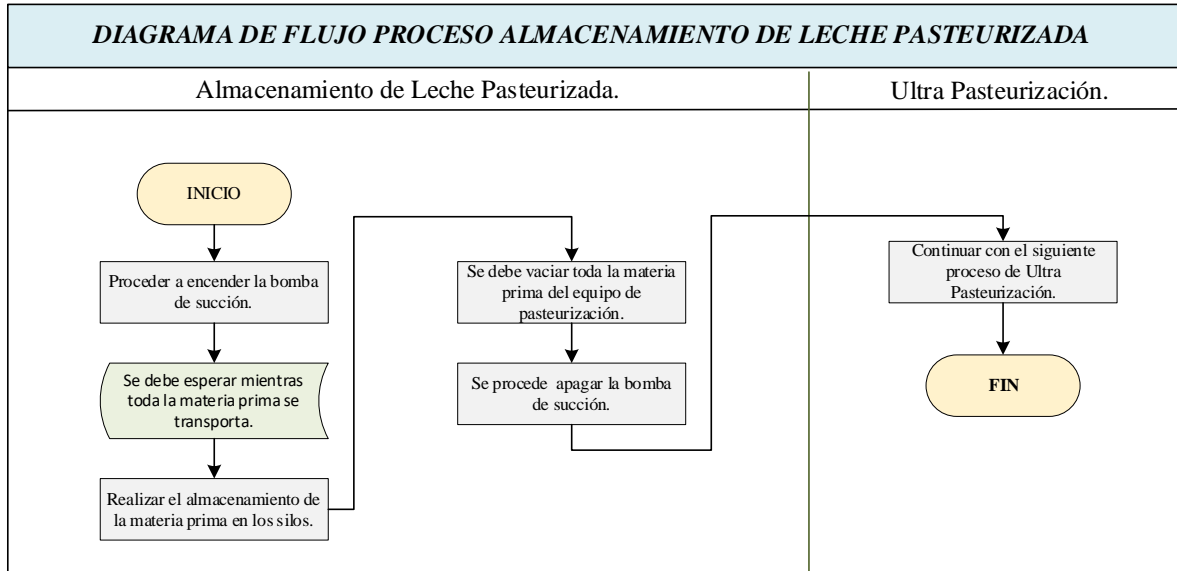 DIAGRAMA DE FLUJO PROCESO ALMACENAMIENTO DE LECHE PASTEURIZADA
Almacenamiento de Leche Pasteurizada.
Ultra Pasteurización.
INICIO
Proceder a encender la bomba
de succión.
Se debe esperar mientras
toda la materia prima se
transporta.
Realizar el almacenamiento de
la materia prima en los silos.
Se debe vaciar toda la materia
prima del equipo de
pasteurización.
Se procede apagar la bomba
de succión.
Continuar con el siguiente
proceso de Ultra
Pasteurización.
FIN